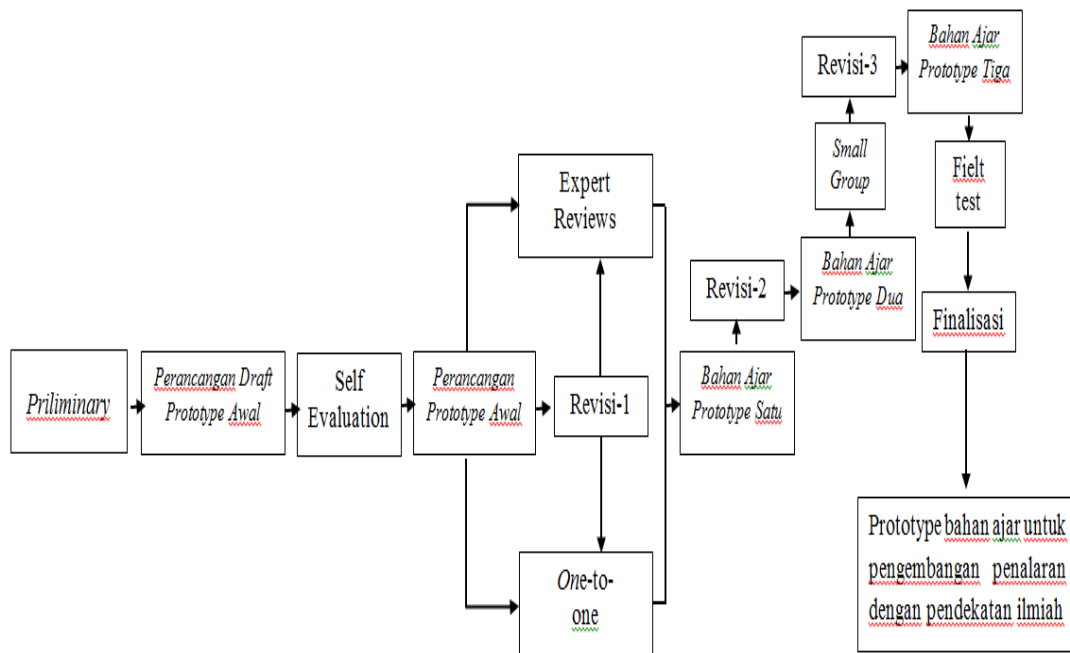 Priliminary
Perancangan Draft
Prototype Awal
Self
Evaluation
Perancangan
Prototype Awal
Revisi-1
Expert
Reviews
One-to-
one
Bahan Ajar
Prototype Satu
Revisi-2
Bahan Ajar
Prototype Dua
Small
Group
Revisi-3
Bahan Ajar
Prototype Tiga
Fielt
test
Finalisasi
Prototype bahan ajar untuk
pengembangan penalaran
dengan pendekatan ilmiah